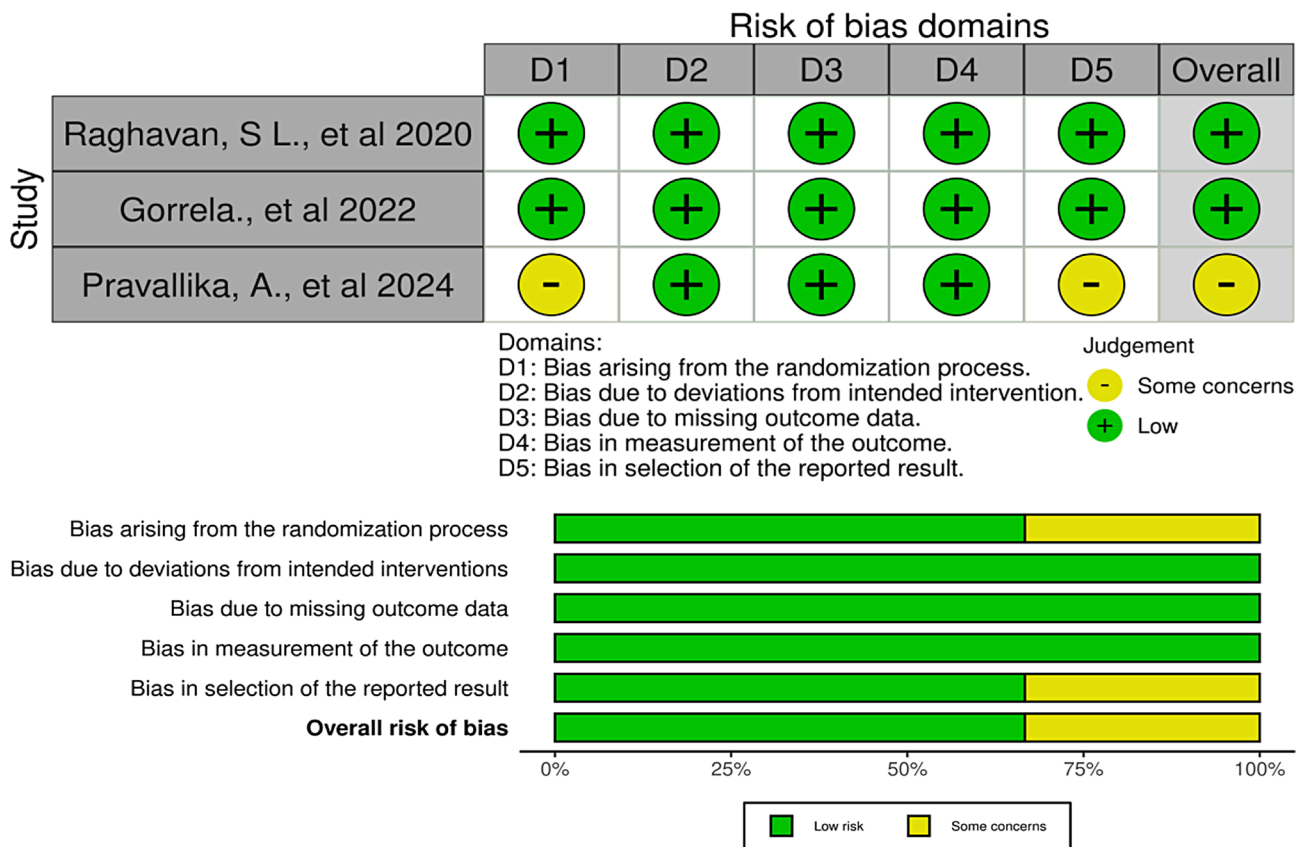 Risk of bias domains
D1 D2 D3 D4 D5 Overall
Study
Raghavan, S L., et al 2020 + + + + + +
Gorrela., et al 2022 + + + + + +
Pravallika, A., et al 2024 - + + + - -
Domains:
D1: Bias arising from the randomization process.
D2: Bias due to deviations from intended intervention.
D3: Bias due to missing outcome data.
D4: Bias in measurement of the outcome.
D5: Bias in selection of the reported result.
Judgement
- Some concerns
+ Low
Bias arising from the randomization process
Bias due to deviations from intended interventions
Bias due to missing outcome data
Bias in measurement of the outcome
Bias in selection of the reported result
Overall risk of bias
0% 25% 50% 75% 100%
Low risk Some concerns